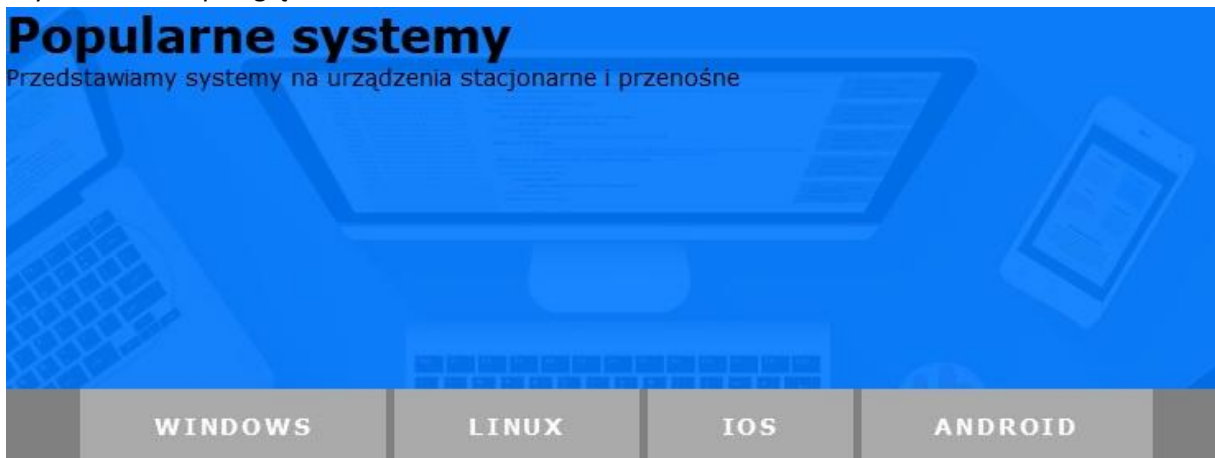 Popularne systemy
Przedstawiamy systemy na urządzenia stacjonarne i przenośne
WINDOWS LINUX IOS ANDROID